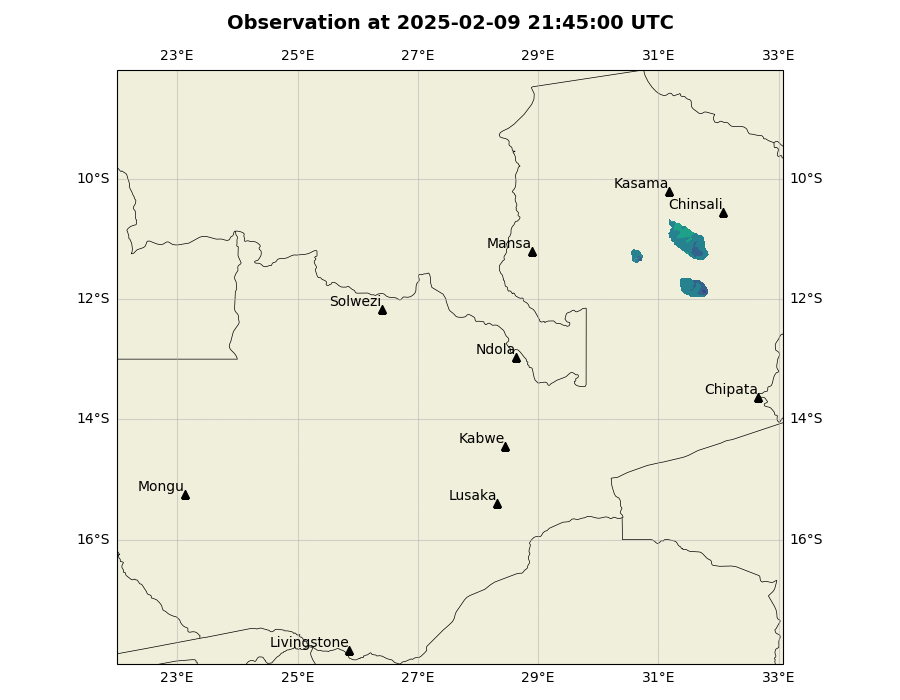 Observation at 2025-02-09 21:45:00 UTC
23°E 25°E 27°E 29°E 31°E 33°E
10°S 10°S
Kasama
Chinsali
Mansa
12°S 12°S
Solwezi
Ndola
Chipata
14°S 14°S
Kabwe
Mongu
Lusaka
16°S 16°S
Livingstone
23°E 25°E 27°E 29°E 31°E 33°E